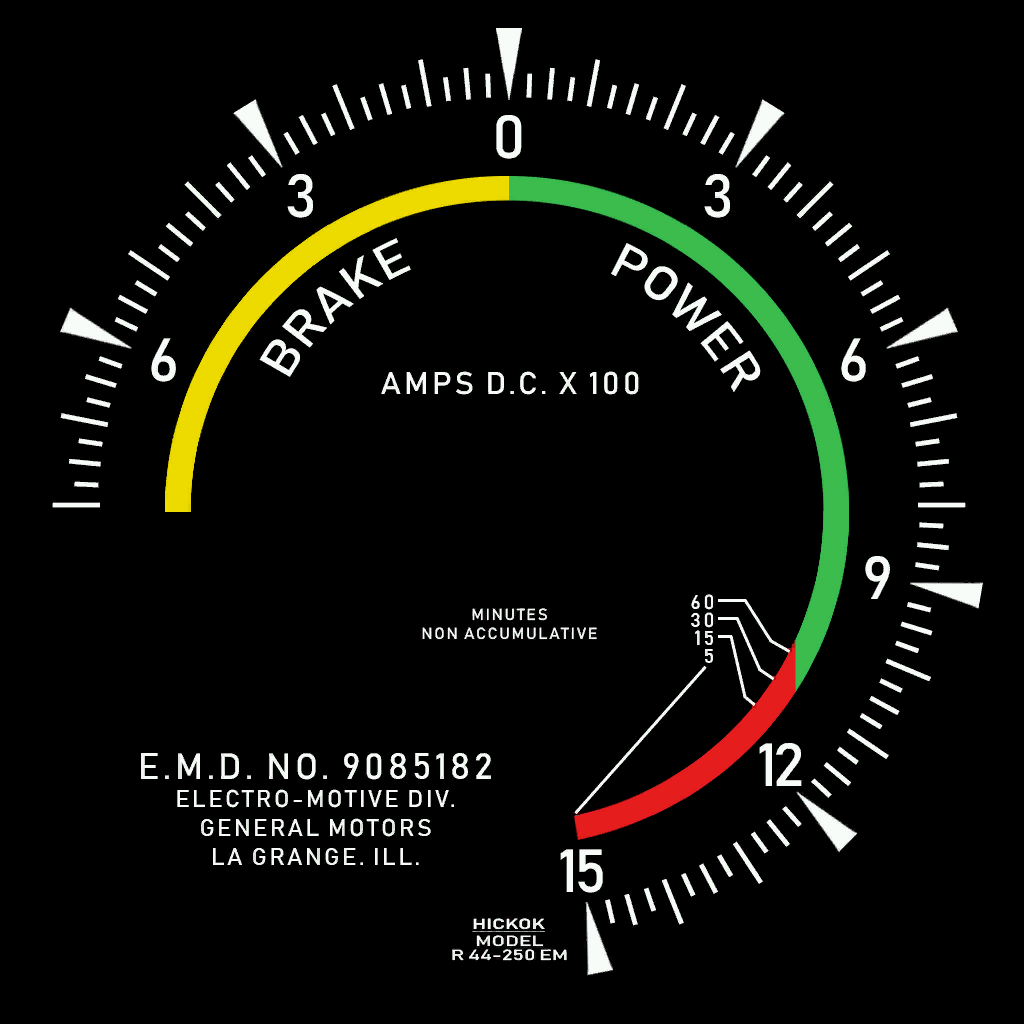 0
3
3
BRAKE
POWER
6
6
AMPS D.C. X 100
9
60
30
15
5
MINUTES
NON ACCUMULATIVE
12
E.M.D. NO. 9085182
ELECTRO-MOTIVE DIV.
GENERAL MOTORS
LA GRANGE. ILL.
15
HICKOK
MODEL
R 44-250 EM